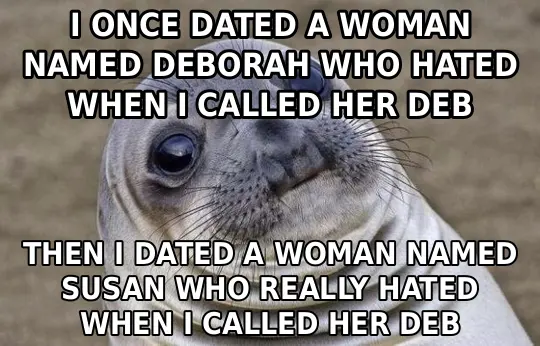 I ONCE DATED A WOMAN
NAMED DEBORAH WHO HATED
WHEN I CALLED HER DEB
THEN I DATED A WOMAN NAMED
SUSAN WHO REALLY HATED
WHEN I CALLED HER DEB